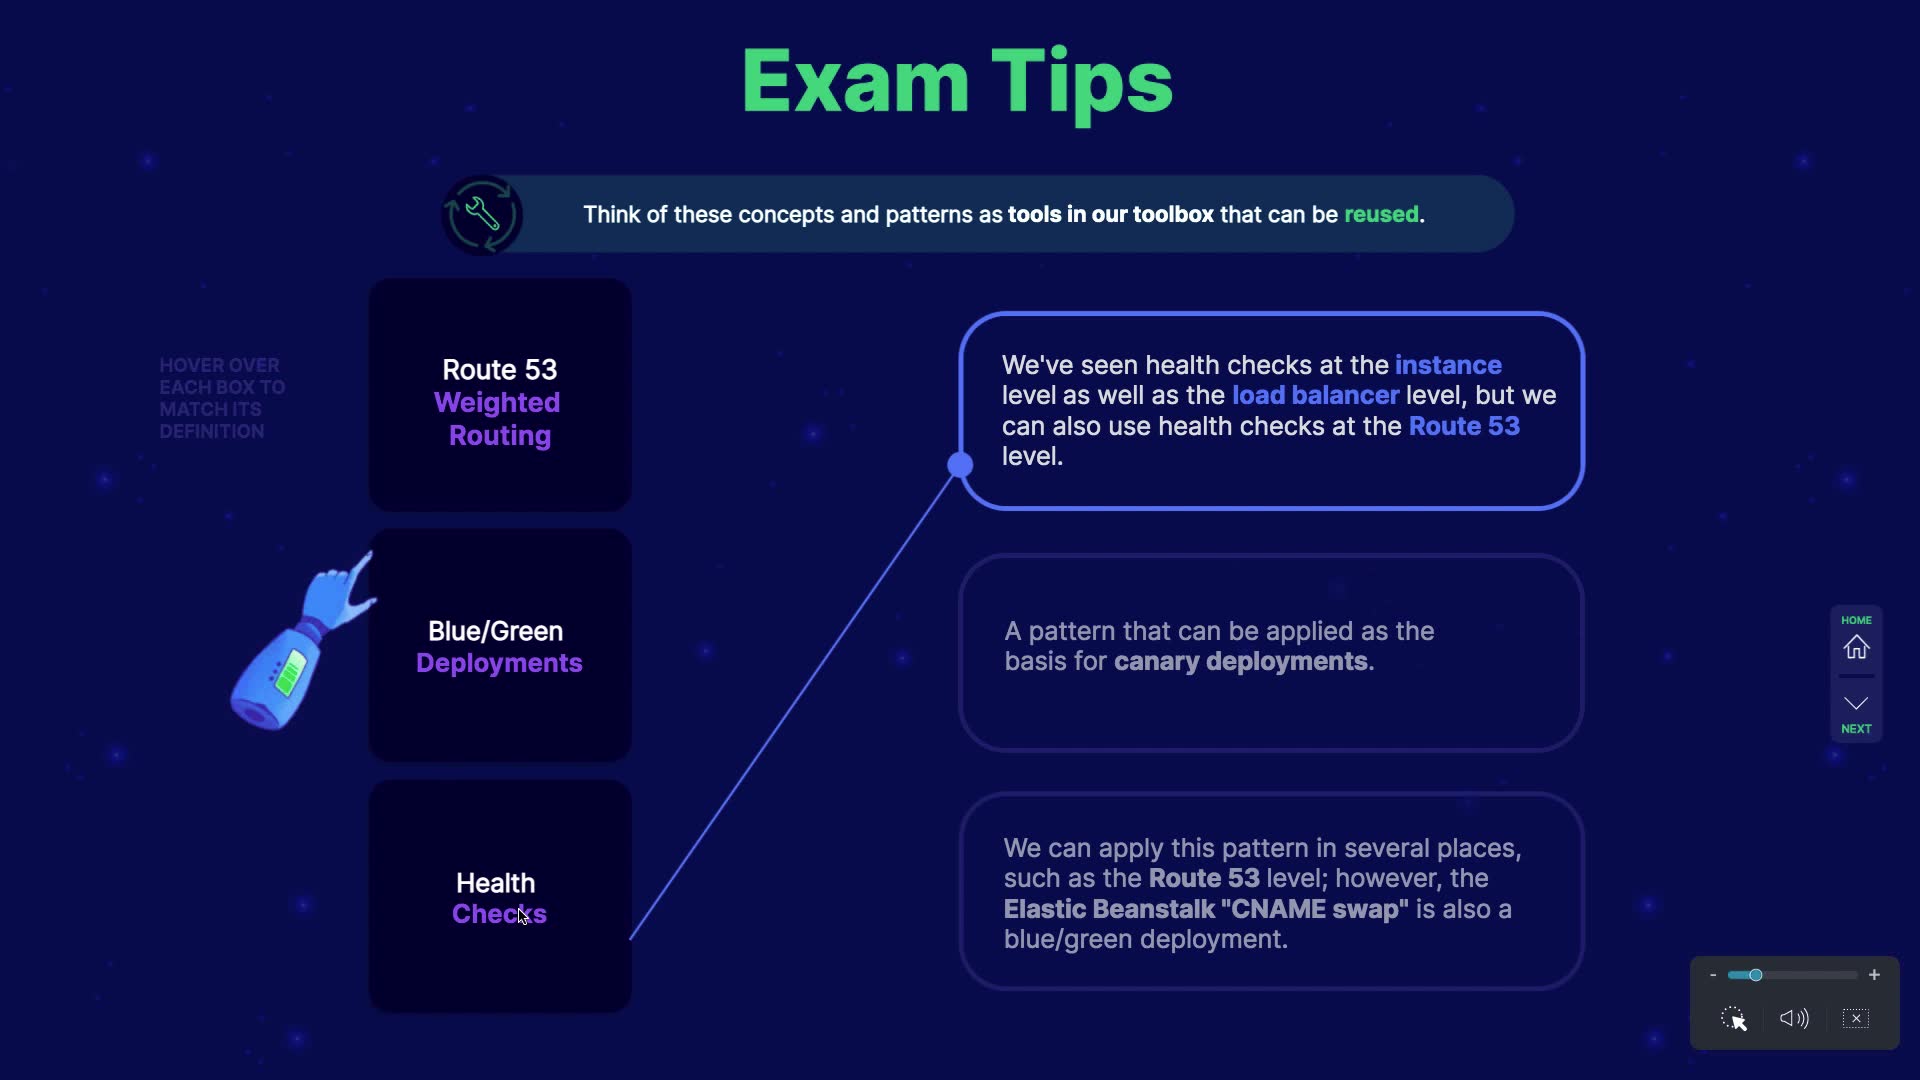 Exam Tips
Think of these concepts and patterns as tools in our toolbox that can be reused.
HOVER OVER
EACH BOX TO
MATCH ITS
DEFINITION
Route 53
Weighted
Routing
Blue/Green
Deployments
Health
Checks
We've seen health checks at the instance
level as well as the load balancer level, but we
can also use health checks at the Route 53
level.
A pattern that can be applied as the
basis for canary deployments.
We can apply this pattern in several places,
such as the Route 53 level; however, the
Elastic Beanstalk "CNAME swap" is also a
blue/green deployment.
HOME
NEXT
- +